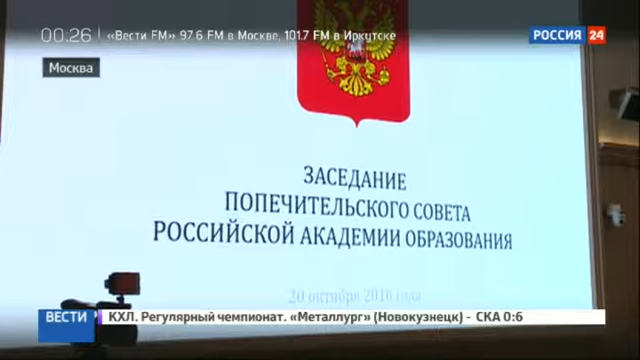 00:26
«Вести FM» 97.6 FM в Москве, 101.7 FM в Иркутске
РОССИЯ 24
Москва
ЗАСЕДАНИЕ
ПОПЕЧИТЕЛЬСКОГО СОВЕТА
РОССИЙСКОЙ АКАДЕМИИ ОБРАЗОВАНИЯ
20 октября 2016 года
ВЕСТИ
КХЛ. Регулярный чемпионат. «Металлург» (Новокузнецк) - СКА 0:6